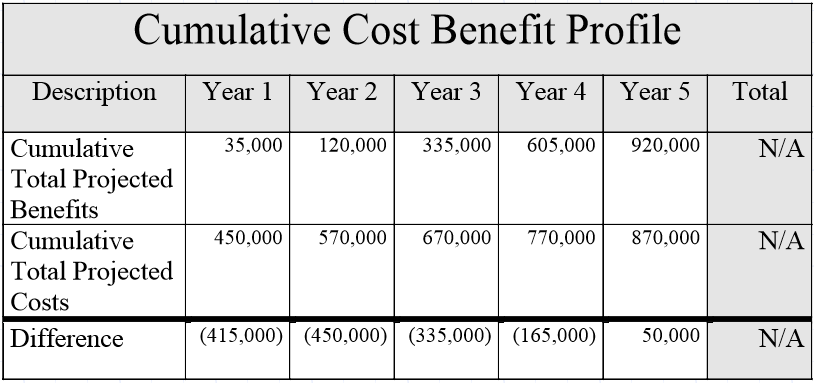 Cumulative Cost Benefit Profile
Description Year 1 Year 2 Year 3 Year 4 Year 5 Total
Cumulative 35,000 120,000 335,000 605,000 920,000 N/A
Total Projected
Benefits
Cumulative 450,000 570,000 670,000 770,000 870,000 N/A
Total Projected
Costs
Difference (415,000) (450,000) (335,000) (165,000) 50,000 N/A